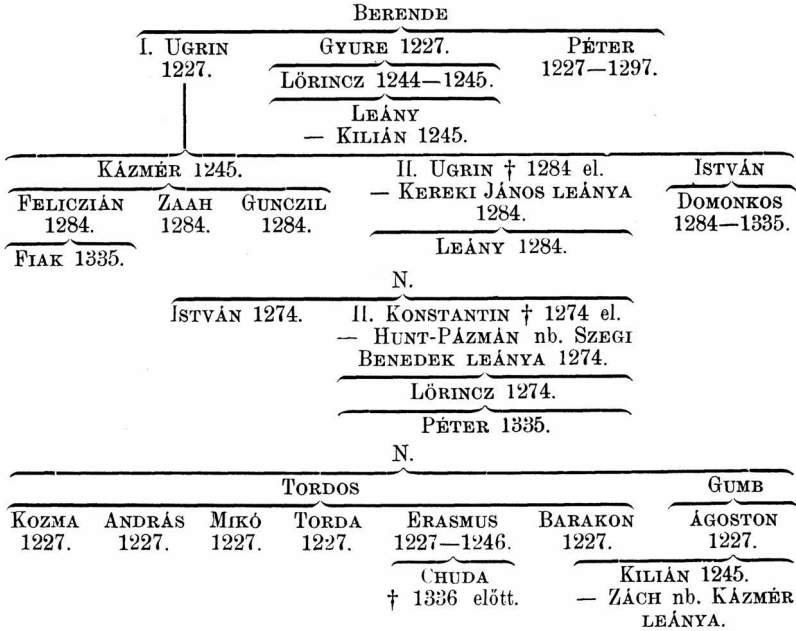 BERENDE
I. UGRIN GYURE 1227. PÉTER
1227. 1227—1297.
LŐRINCZ 1244—1245.
LEÁNY
— KILIÁN 1245.
KÁZMÉR 1245. II. UGRIN † 1284 el. ISTVÁN
— KEREKI JÁNOS LEÁNYA
FELICZIÁN ZAAH GUNCZIL DOMONKOS
1284. 1284. 1284. 1284. 1284—1335.
LEÁNY 1284.
FIAK 1335.
N.
ISTVÁN 1274. II. KONSTANTIN † 1274 el.
— HUNT-PÁZMÁN nb. SZEGI
BENEDEK LEÁNYA 1274.
LŐRINCZ 1274.
PÉTER 1335.
N.
TORDOS GUMB
KOZMA ANDRÁS MIKÓ TORDA ERASMUS BARAKON ÁGOSTON
1227. 1227. 1227. 1227. 1227—1246. 1227. 1227.
CHUDA KILIÁN 1245.
† 1336 előtt. — ZÁCH nb. KÁZMÉR
LEÁNYA.